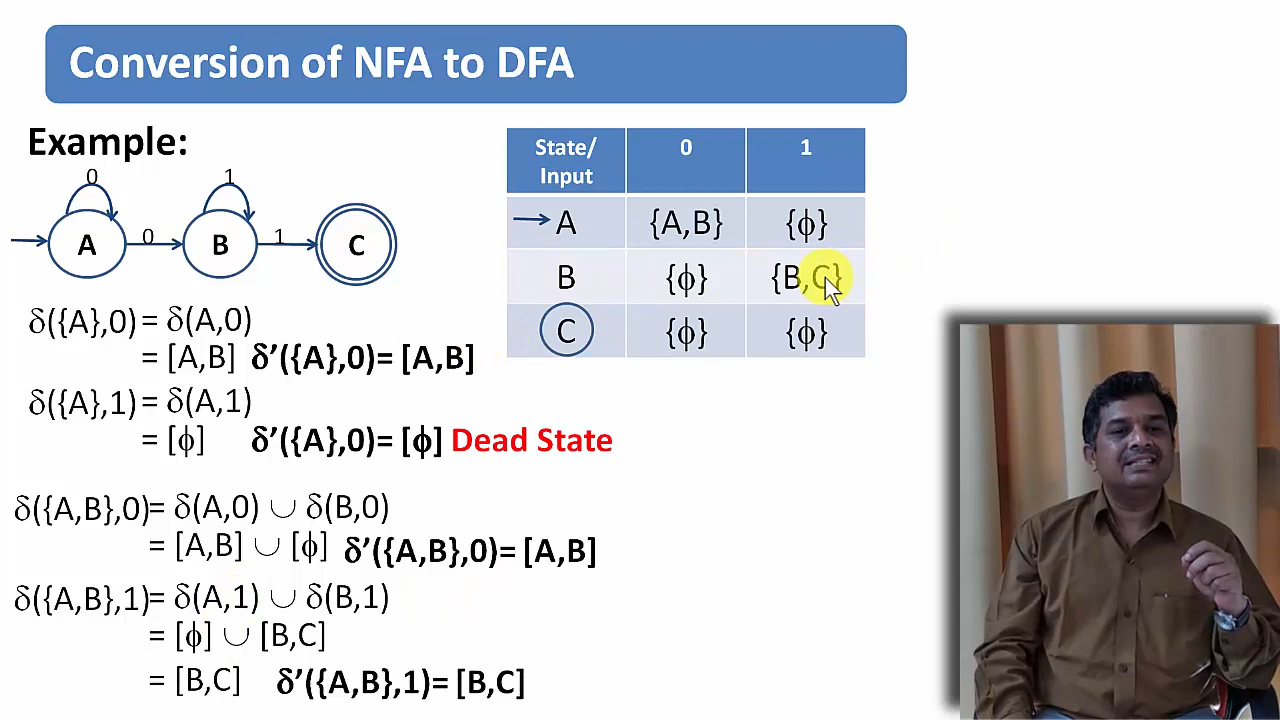 Conversion of NFA to DFA
Example:
0
1
A
0
B
1
C
State/ Input
0
1
A
{A,B}
{ϕ}
B
{ϕ}
{B,C}
C
{ϕ}
{ϕ}
δ({A},0)= δ(A,0)
= [A,B] δ’({A},0)= [A,B]
δ({A},1)= δ(A,1)
= [ϕ] δ’({A},0)= [ϕ] Dead State
δ({A,B},0)= δ(A,0) ∪ δ(B,0)
= [A,B] ∪ [ϕ] δ’({A,B},0)= [A,B]
δ({A,B},1)= δ(A,1) ∪ δ(B,1)
= [ϕ] ∪ [B,C]
= [B,C] δ’({A,B},1)= [B,C]